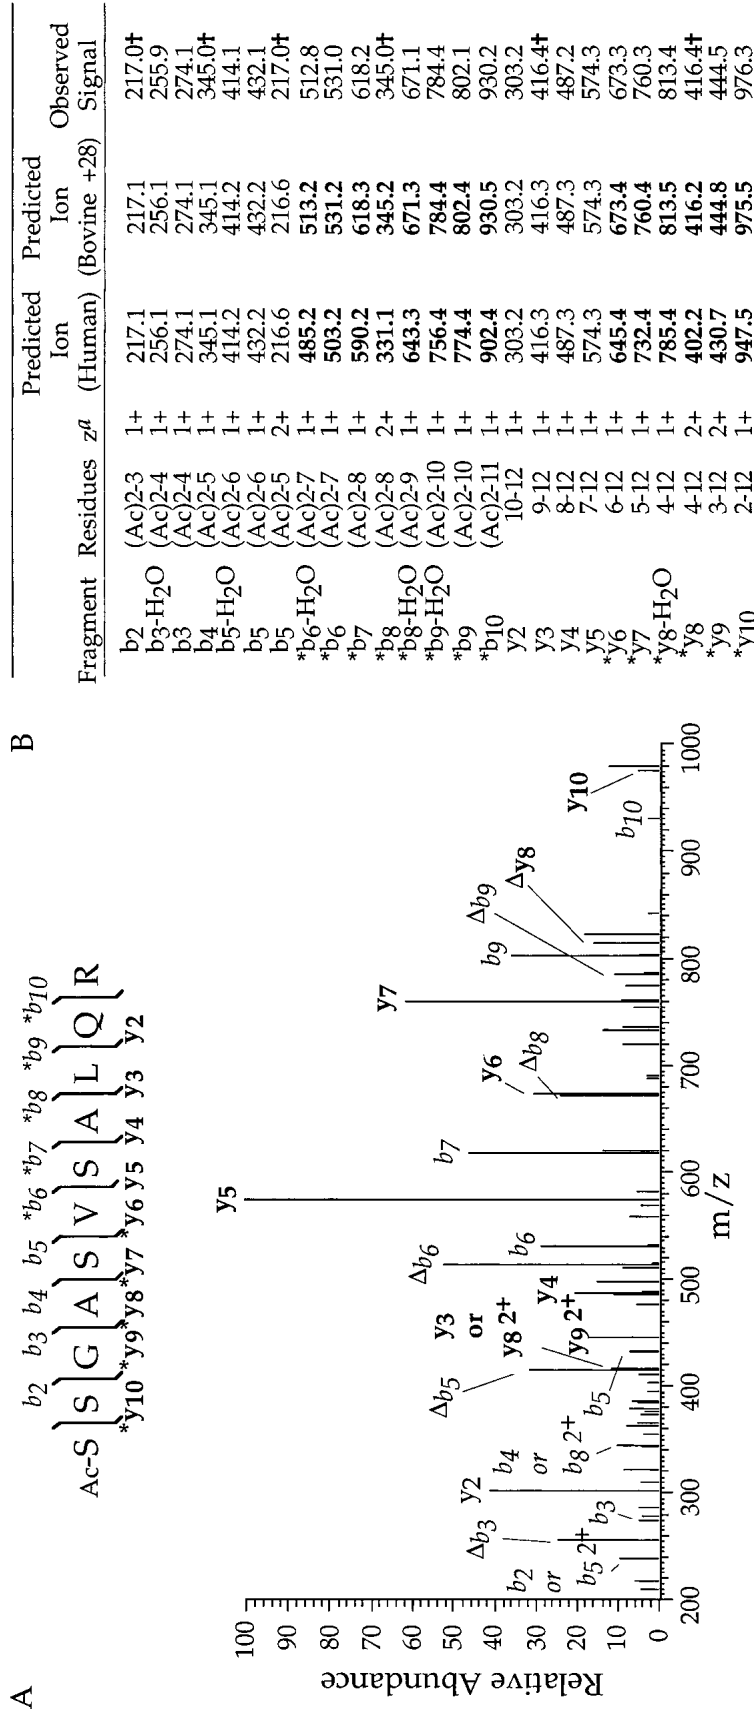 A
b2 b3 b4 b5 *b6 *b7 *b8 *b9 *b10
Ac-S S G A S V S A L Q R
*y10 *y9 *y8 *y7 *y6 y5 y4 y3 y2
Relative Abundance
100
90
80
70
60
50
40
30
20
10
0
b2 or b5 2+
Δb3
b3
y2
b4 or b8 2+
Δb5
b5
y3 or y8 2+
y9 2+
y4
Δb6
b6
y5
b7
y6
Δb8
y7
b9
Δb9
Δy8
b10
y10
200 300 400 500 600 700 800 900 1000
m/z
B
Predicted Predicted
Ion Ion Observed
Fragment Residues zᵃ (Human) (Bovine +28) Signal
b2 (Ac)2-3 1+ 217.1 217.1 217.0†
b3-H2O (Ac)2-4 1+ 256.1 256.1 255.9
b3 (Ac)2-4 1+ 274.1 274.1 274.1
b4 (Ac)2-5 1+ 345.1 345.1 345.0†
b5-H2O (Ac)2-6 1+ 414.2 414.2 414.1
b5 (Ac)2-6 1+ 432.2 432.2 432.1
b5 (Ac)2-5 2+ 216.6 216.6 217.0†
*b6-H2O (Ac)2-7 1+ 485.2 513.2 512.8
*b6 (Ac)2-7 1+ 503.2 531.2 531.0
*b7 (Ac)2-8 1+ 590.2 618.3 618.2
*b8 (Ac)2-8 2+ 331.1 345.2 345.0†
*b8-H2O (Ac)2-9 1+ 643.3 671.3 671.1
*b9-H2O (Ac)2-10 1+ 756.4 784.4 784.4
*b9 (Ac)2-10 1+ 774.4 802.4 802.1
*b10 (Ac)2-11 1+ 902.4 930.5 930.2
y2 10-12 1+ 303.2 303.2 303.2
y3 9-12 1+ 416.3 416.3 416.4†
y4 8-12 1+ 487.3 487.3 487.2
y5 7-12 1+ 574.3 574.3 574.3
*y6 6-12 1+ 645.4 673.4 673.3
*y7 5-12 1+ 732.4 760.4 760.3
*y8-H2O 4-12 1+ 785.4 813.5 813.4
*y8 4-12 2+ 402.2 416.2 416.4†
*y9 3-12 2+ 430.7 444.8 444.5
*y10 2-12 1+ 947.5 975.5 976.3